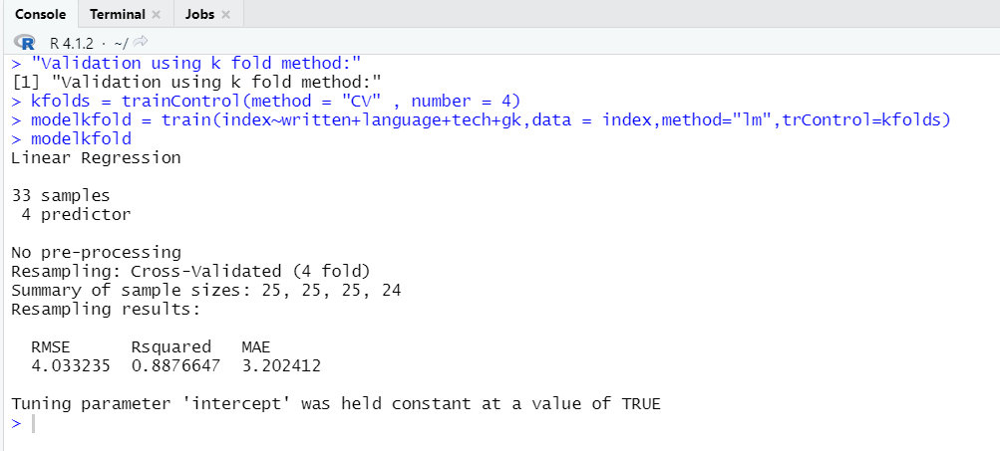 Console Terminal Jobs
R R 4.1.2 · ~/
> "Validation using k fold method:"
[1] "Validation using k fold method:"
> kfolds = trainControl(method = "CV" , number = 4)
> modelkfold = train(index~written+language+tech+gk,data = index,method="lm",trControl=kfolds)
> modelkfold
Linear Regression

33 samples
 4 predictor

No pre-processing
Resampling: Cross-Validated (4 fold)
Summary of sample sizes: 25, 25, 25, 24
Resampling results:

  RMSE      Rsquared   MAE
  4.033235  0.8876647  3.202412

Tuning parameter 'intercept' was held constant at a value of TRUE
>